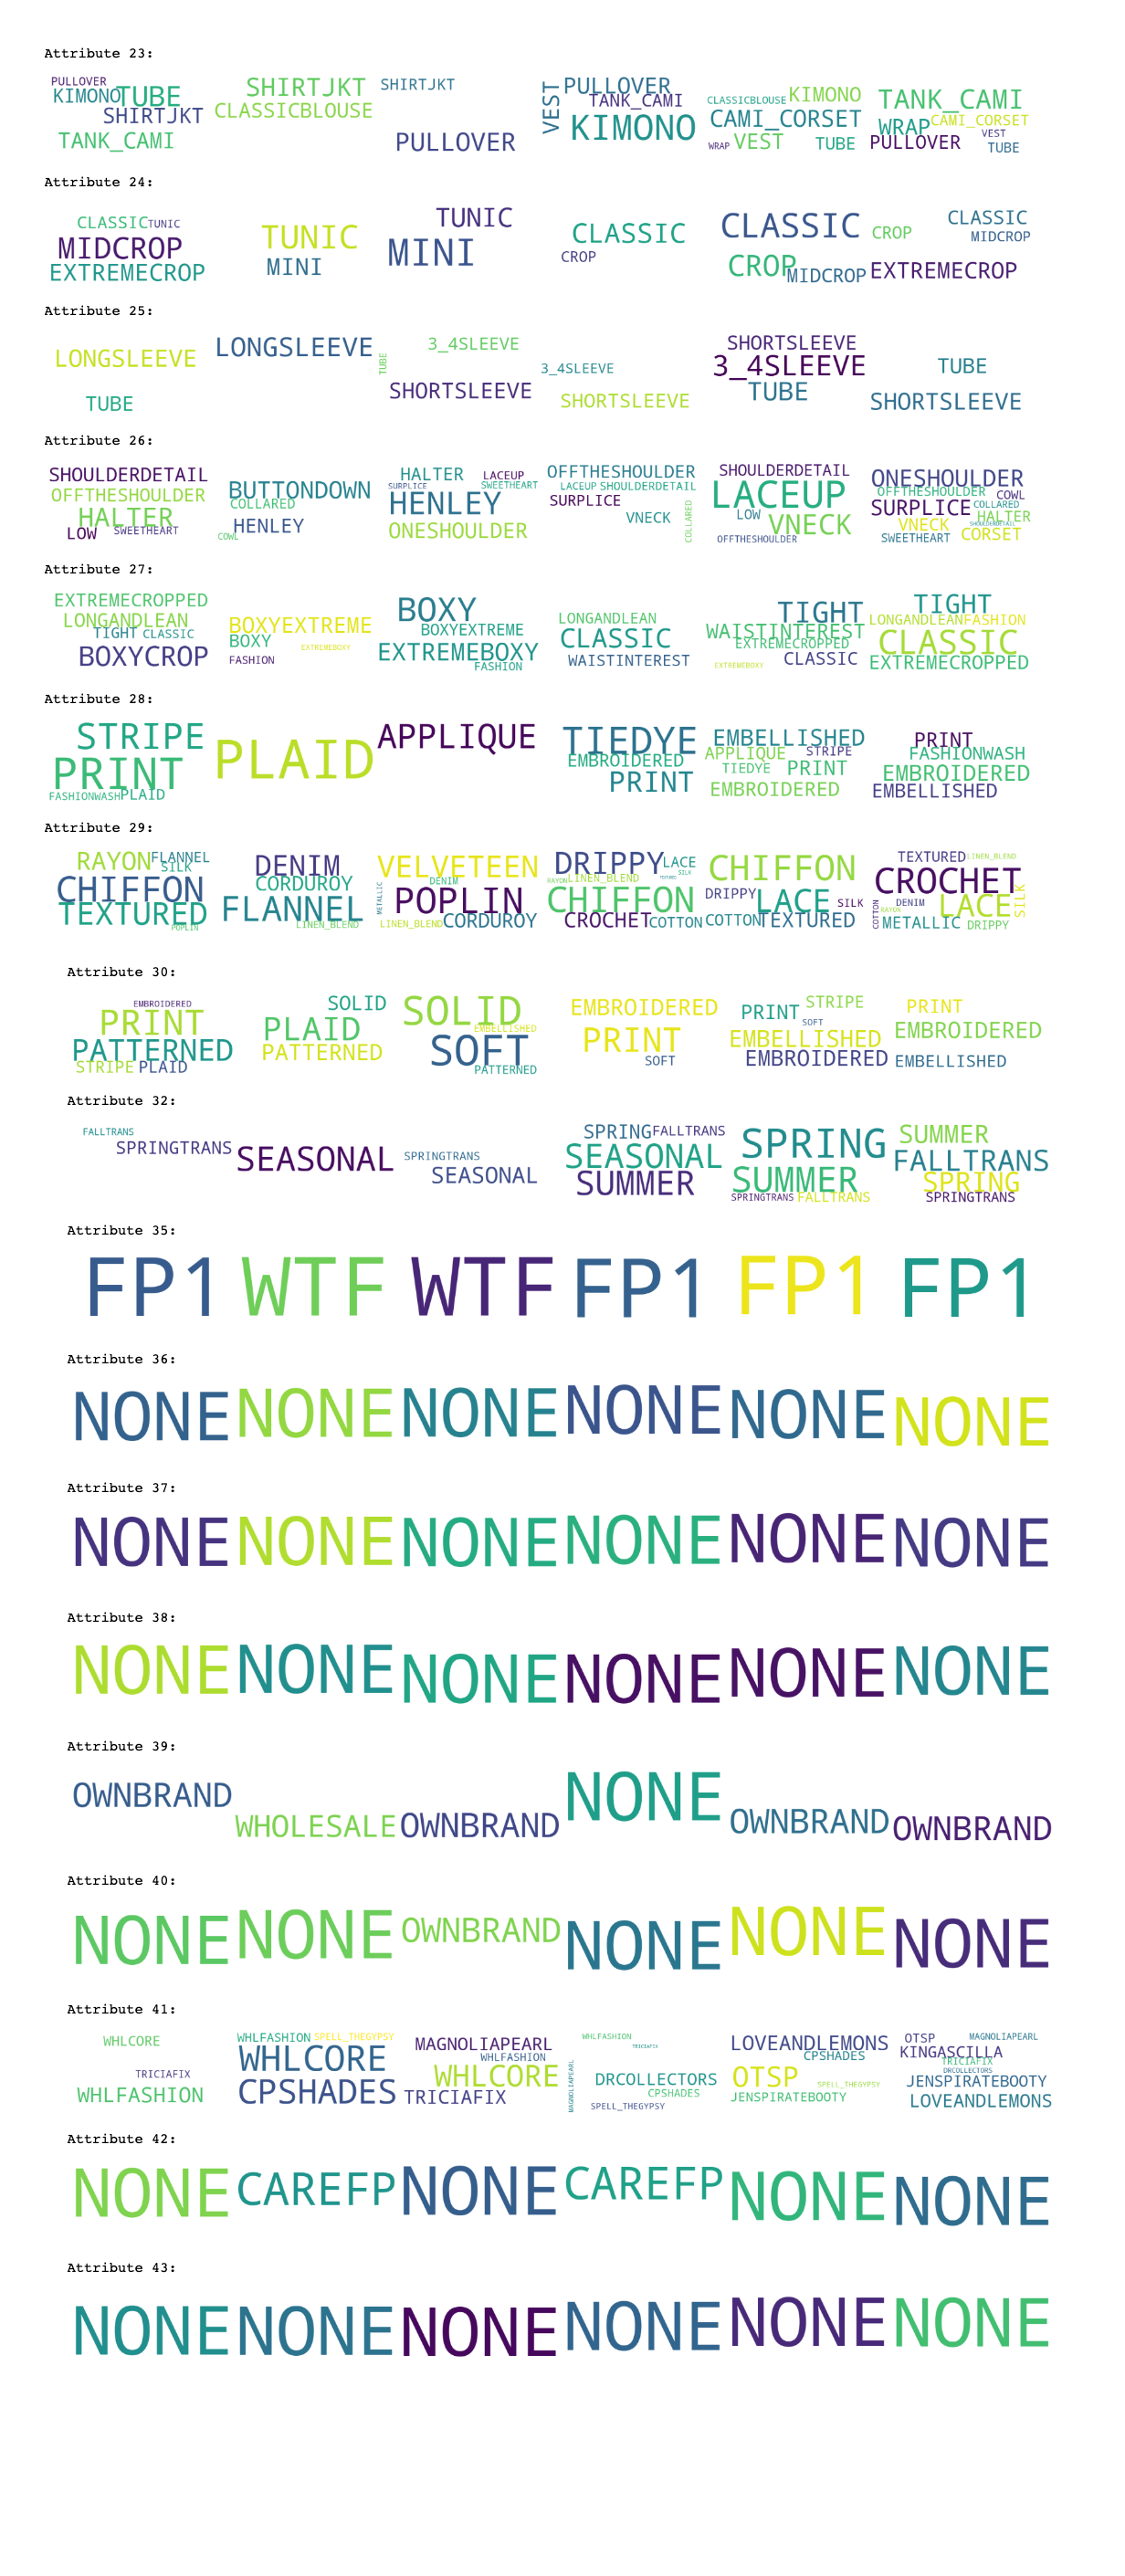 Attribute 23:
PULLOVER KIMONO TUBE SHIRTJKT TANK_CAMI
SHIRTJKT CLASSICBLOUSE
SHIRTJKT PULLOVER
VEST PULLOVER TANK_CAMI KIMONO
CLASSICBLOUSE KIMONO CAMI_CORSET WRAP VEST TUBE
TANK_CAMI WRAP CAMI_CORSET PULLOVER VEST TUBE
Attribute 24:
CLASSIC TUNIC MIDCROP EXTREMECROP
TUNIC MINI
TUNIC MINI
CLASSIC CROP
CLASSIC CROP MIDCROP
CLASSIC CROP MIDCROP EXTREMECROP
Attribute 25:
LONGSLEEVE TUBE
LONGSLEEVE
TUBE 3_4SLEEVE SHORTSLEEVE
3_4SLEEVE SHORTSLEEVE
SHORTSLEEVE 3_4SLEEVE TUBE
TUBE SHORTSLEEVE
Attribute 26:
SHOULDERDETAIL OFFTHESHOULDER HALTER LOW SWEETHEART
BUTTONDOWN COLLARED HENLEY COWL
HALTER LACEUP SURPLICE SWEETHEART HENLEY ONESHOULDER
OFFTHESHOULDER LACEUP SHOULDERDETAIL SURPLICE VNECK COLLARED
SHOULDERDETAIL LACEUP LOW VNECK OFFTHESHOULDER
ONESHOULDER OFFTHESHOULDER COWL SURPLICE COLLARED HALTER VNECK SHOULDERDETAIL SWEETHEART CORSET
Attribute 27:
EXTREMECROPPED LONGANDLEAN TIGHT CLASSIC BOXYCROP
BOXYEXTREME BOXY EXTREMEBOXY FASHION
BOXY BOXYEXTREME EXTREMEBOXY FASHION
LONGANDLEAN CLASSIC WAISTINTEREST
TIGHT WAISTINTEREST EXTREMECROPPED CLASSIC EXTREMEBOXY
TIGHT LONGANDLEAN FASHION CLASSIC EXTREMECROPPED
Attribute 28:
STRIPE PRINT FASHIONWASH PLAID
PLAID
APPLIQUE
TIEDYE EMBROIDERED PRINT
EMBELLISHED APPLIQUE STRIPE TIEDYE PRINT EMBROIDERED
PRINT FASHIONWASH EMBROIDERED EMBELLISHED
Attribute 29:
RAYON FLANNEL SILK CHIFFON TEXTURED POPLIN
DENIM CORDUROY FLANNEL LINEN_BLEND
VELVETEEN DENIM METALLIC POPLIN LINEN_BLEND CORDUROY
DRIPPY LACE SILK RAYON LINEN_BLEND TEXTURED CHIFFON CROCHET COTTON
CHIFFON DRIPPY LACE SILK COTTON TEXTURED
TEXTURED LINEN_BLEND CROCHET DENIM LACE SILK COTTON RAYON METALLIC DRIPPY
Attribute 30:
EMBROIDERED PRINT PATTERNED STRIPE PLAID
SOLID PLAID PATTERNED
SOLID EMBELLISHED SOFT PATTERNED
EMBROIDERED PRINT SOFT
PRINT STRIPE SOFT EMBELLISHED EMBROIDERED
PRINT EMBROIDERED EMBELLISHED
Attribute 32:
FALLTRANS SPRINGTRANS
SEASONAL
SPRINGTRANS SEASONAL
SPRING FALLTRANS SEASONAL SUMMER
SPRING SUMMER SPRINGTRANS FALLTRANS
SUMMER FALLTRANS SPRING SPRINGTRANS
Attribute 35:
FP1 WTF WTF FP1 FP1 FP1
Attribute 36:
NONE NONE NONE NONE NONE NONE
Attribute 37:
NONE NONE NONE NONE NONE NONE
Attribute 38:
NONE NONE NONE NONE NONE NONE
Attribute 39:
OWNBRAND WHOLESALE OWNBRAND NONE OWNBRAND OWNBRAND
Attribute 40:
NONE NONE OWNBRAND NONE NONE NONE
Attribute 41:
WHLCORE TRICIAFIX WHLFASHION
WHLFASHION SPELL_THEGYPSY WHLCORE CPSHADES
MAGNOLIAPEARL WHLFASHION WHLCORE TRICIAFIX
WHLFASHION TRICIAFIX MAGNOLIAPEARL DRCOLLECTORS CPSHADES SPELL_THEGYPSY
LOVEANDLEMONS CPSHADES OTSP SPELL_THEGYPSY JENSPIRATEBOOTY
OTSP MAGNOLIAPEARL KINGASCILLA TRICIAFIX DRCOLLECTORS JENSPIRATEBOOTY LOVEANDLEMONS
Attribute 42:
NONE CAREFP NONE CAREFP NONE NONE
Attribute 43:
NONE NONE NONE NONE NONE NONE